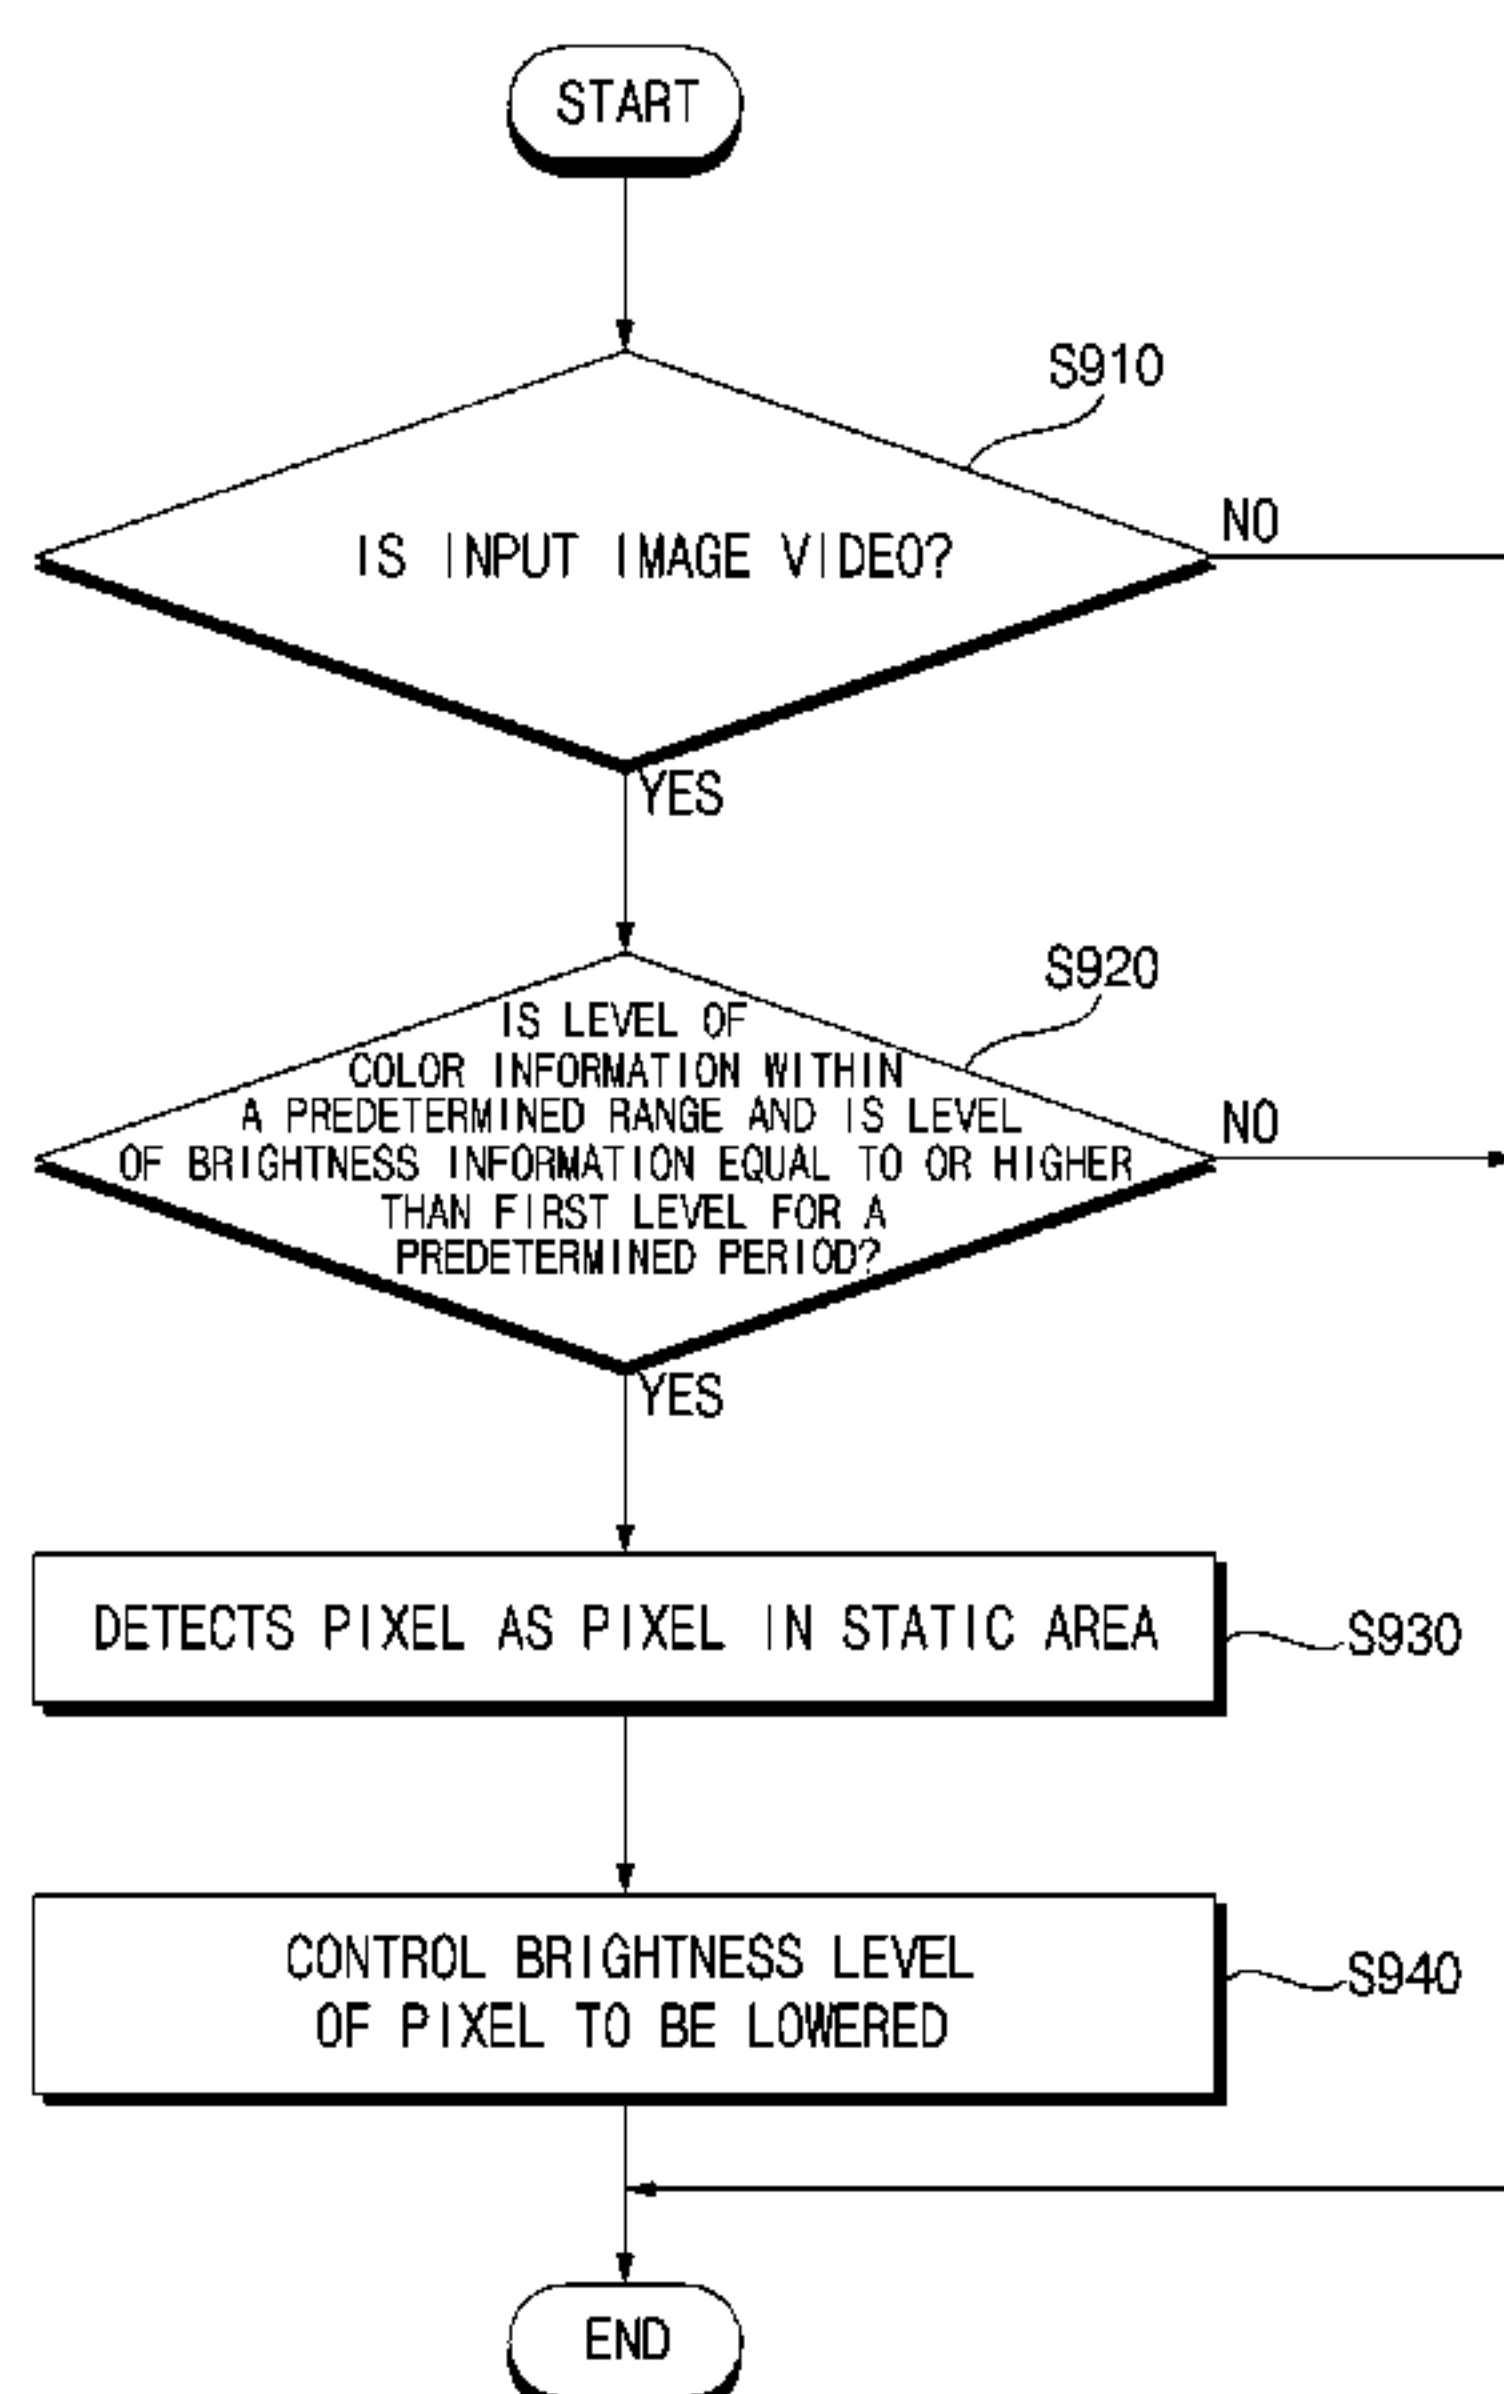 START
S910
IS INPUT IMAGE VIDEO?
NO
YES
S920
IS LEVEL OF
COLOR INFORMATION WITHIN
A PREDETERMINED RANGE AND IS LEVEL
OF BRIGHTNESS INFORMATION EQUAL TO OR HIGHER
THAN FIRST LEVEL FOR A
PREDETERMINED PERIOD?
NO
YES
DETECTS PIXEL AS PIXEL IN STATIC AREA
S930
CONTROL BRIGHTNESS LEVEL
OF PIXEL TO BE LOWERED
S940
END